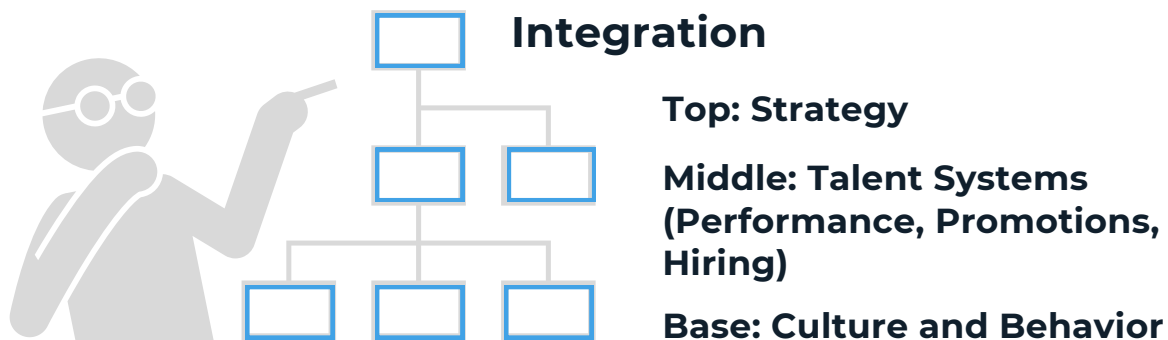 Integration
Top: Strategy
Middle: Talent Systems
(Performance, Promotions,
Hiring)
Base: Culture and Behavior